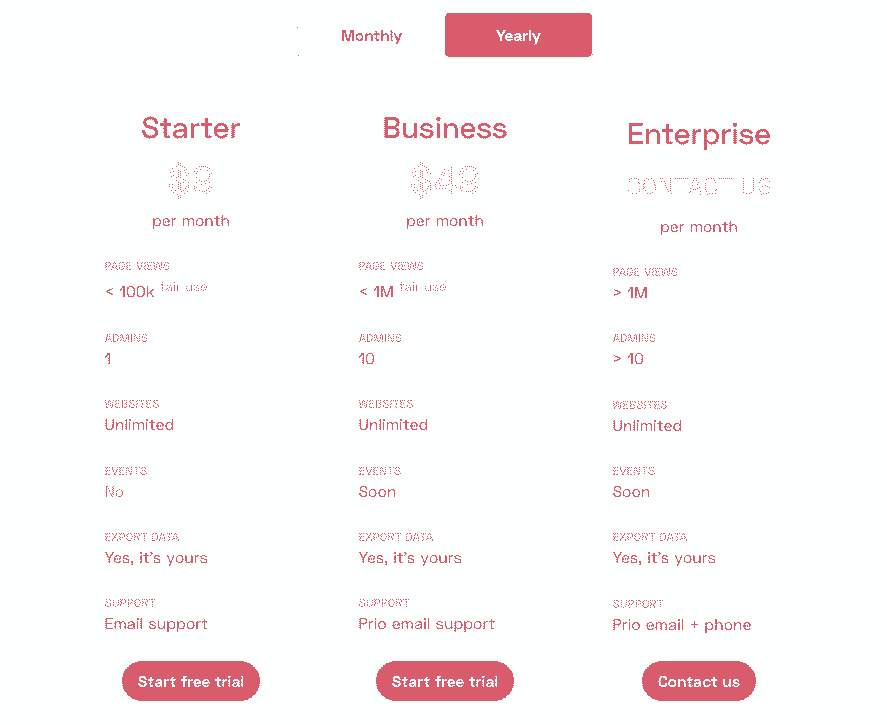 Monthly
Yearly
Starter
$9
per month
PAGE VIEWS
< 100k fair use
ADMINS
1
WEBSITES
Unlimited
EVENTS
No
EXPORT DATA
Yes, it's yours
SUPPORT
Email support
Start free trial
Business
$49
per month
PAGE VIEWS
< 1M fair use
ADMINS
10
WEBSITES
Unlimited
EVENTS
Soon
EXPORT DATA
Yes, it's yours
SUPPORT
Prio email support
Start free trial
Enterprise
CONTACT US
per month
PAGE VIEWS
> 1M
ADMINS
> 10
WEBSITES
Unlimited
EVENTS
Soon
EXPORT DATA
Yes, it's yours
SUPPORT
Prio email + phone
Contact us